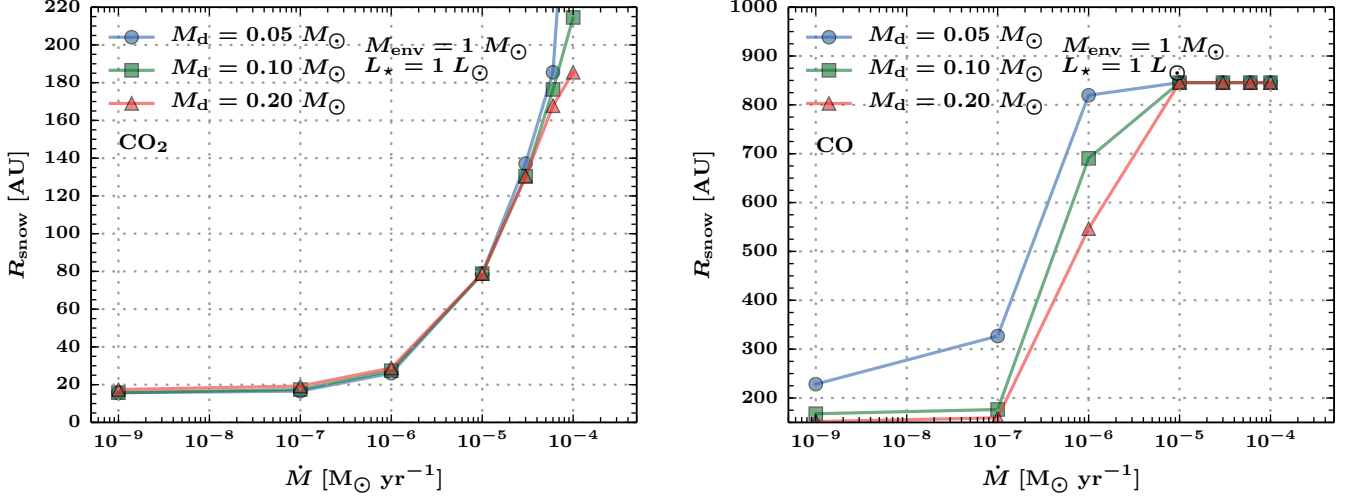 220
200
180
160
140
120
100
80
60
40
20
0
R_snow [AU]
M_d = 0.05 M_⊙
M_d = 0.10 M_⊙
M_d = 0.20 M_⊙
M_env = 1 M_⊙
L_⋆ = 1 L_⊙
CO₂
10⁻⁹ 10⁻⁸ 10⁻⁷ 10⁻⁶ 10⁻⁵ 10⁻⁴
Ṁ [M_⊙ yr⁻¹]
1000
900
800
700
600
500
400
300
200
R_snow [AU]
M_d = 0.05 M_⊙
M_d = 0.10 M_⊙
M_d = 0.20 M_⊙
M_env = 1 M_⊙
L_⋆ = 1 L_⊙
CO
10⁻⁹ 10⁻⁸ 10⁻⁷ 10⁻⁶ 10⁻⁵ 10⁻⁴
Ṁ [M_⊙ yr⁻¹]